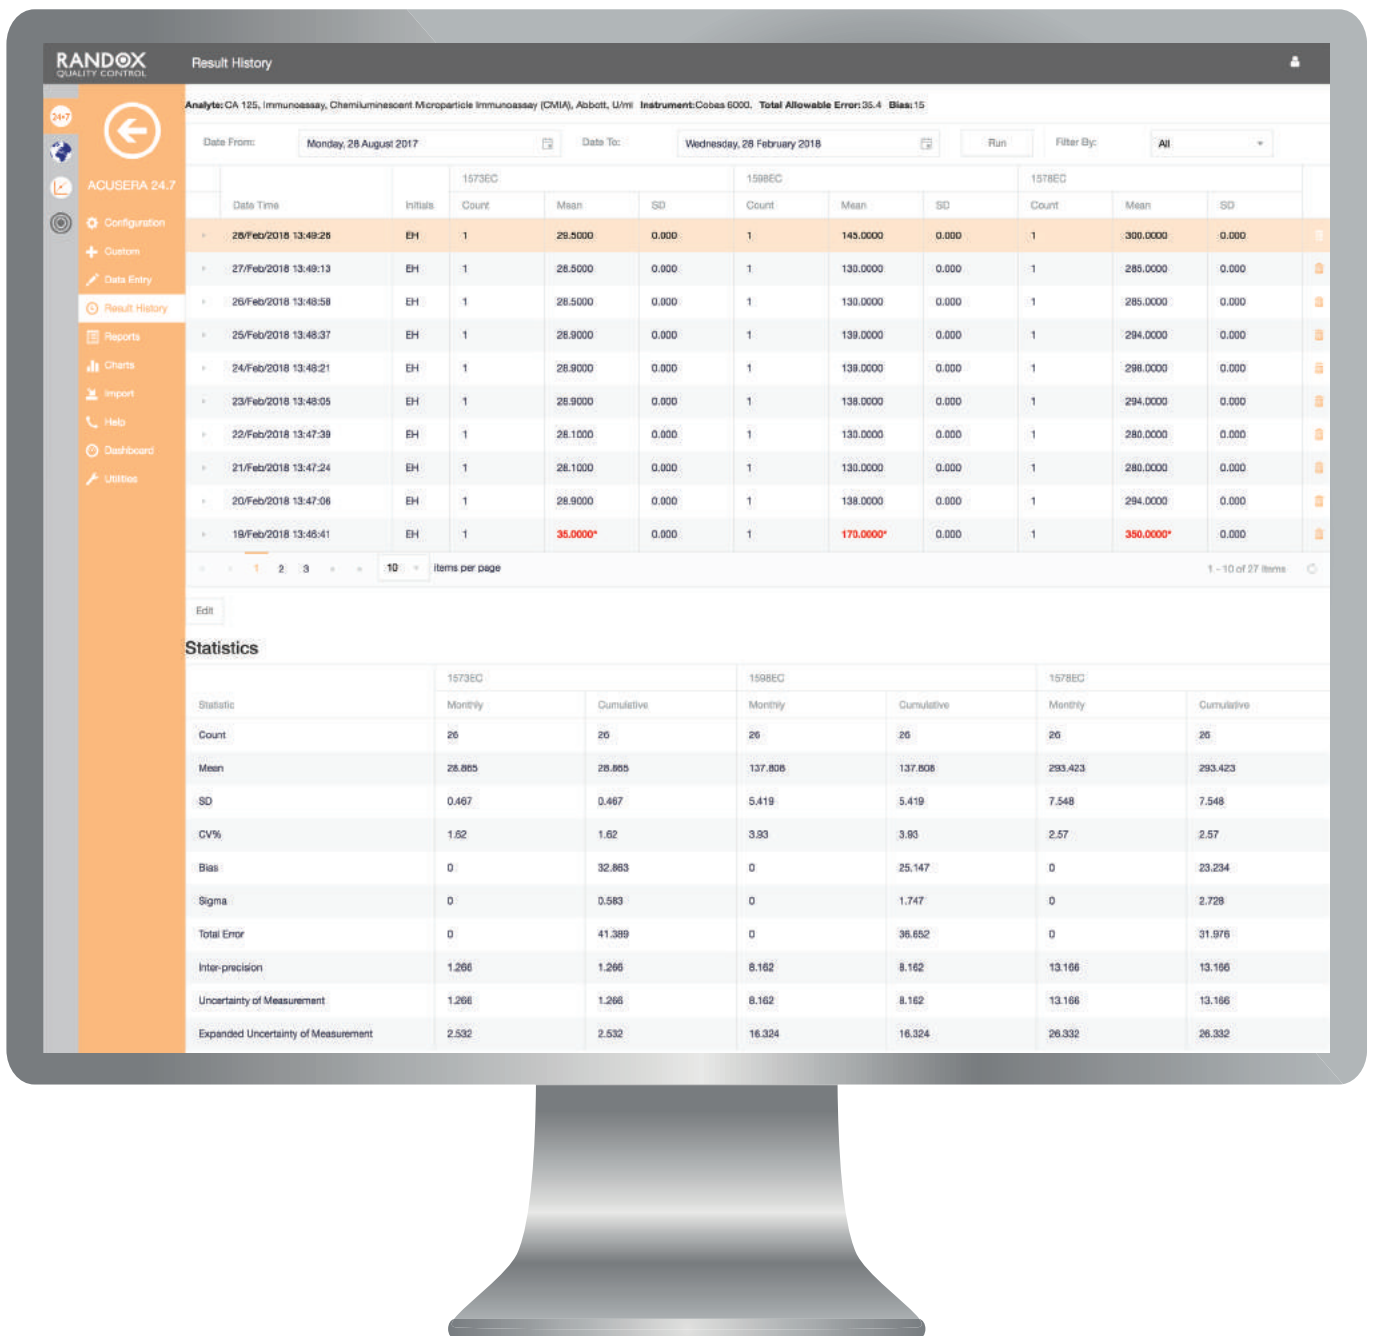 RANDOX
QUALITY CONTROL
Result History
24•7
ACUSERA 24.7
Configuration
Custom
Data Entry
Result History
Reports
Charts
Import
Help
Dashboard
Utilities
Analyte: CA 125, Immunoassay, Chemiluminescent Microparticle Immunoassay (CMIA), Abbott, U/ml Instrument: Cobas 6000. Total Allowable Error: 35.4 Bias: 15
Date From: Monday, 28 August 2017 Date To: Wednesday, 28 February 2018 Run Filter By: All
1573EC 1598EC 1578EC
Date Time Initials Count Mean SD Count Mean SD Count Mean SD
28/Feb/2018 13:49:26 EH 1 29.5000 0.000 1 145.0000 0.000 1 300.0000 0.000
27/Feb/2018 13:49:13 EH 1 28.5000 0.000 1 130.0000 0.000 1 285.0000 0.000
26/Feb/2018 13:48:58 EH 1 28.5000 0.000 1 130.0000 0.000 1 285.0000 0.000
25/Feb/2018 13:48:37 EH 1 28.9000 0.000 1 139.0000 0.000 1 294.0000 0.000
24/Feb/2018 13:48:21 EH 1 28.9000 0.000 1 139.0000 0.000 1 296.0000 0.000
23/Feb/2018 13:48:05 EH 1 28.9000 0.000 1 138.0000 0.000 1 294.0000 0.000
22/Feb/2018 13:47:39 EH 1 28.1000 0.000 1 130.0000 0.000 1 280.0000 0.000
21/Feb/2018 13:47:24 EH 1 28.1000 0.000 1 130.0000 0.000 1 280.0000 0.000
20/Feb/2018 13:47:06 EH 1 28.9000 0.000 1 138.0000 0.000 1 294.0000 0.000
19/Feb/2018 13:46:41 EH 1 35.0000* 0.000 1 170.0000* 0.000 1 350.0000* 0.000
1 2 3 10 items per page 1 - 10 of 27 items
Edit
Statistics
1573EC 1598EC 1578EC
Statistic Monthly Cumulative Monthly Cumulative Monthly Cumulative
Count 26 26 26 26 26 26
Mean 28.865 28.865 137.808 137.808 293.423 293.423
SD 0.467 0.467 5.419 5.419 7.548 7.548
CV% 1.62 1.62 3.93 3.93 2.57 2.57
Bias 0 32.863 0 25.147 0 23.234
Sigma 0 0.583 0 1.747 0 2.728
Total Error 0 41.389 0 36.652 0 31.976
Inter-precision 1.266 1.266 8.162 8.162 13.166 13.166
Uncertainty of Measurement 1.266 1.266 8.162 8.162 13.166 13.166
Expanded Uncertainty of Measurement 2.532 2.532 16.324 16.324 26.332 26.332